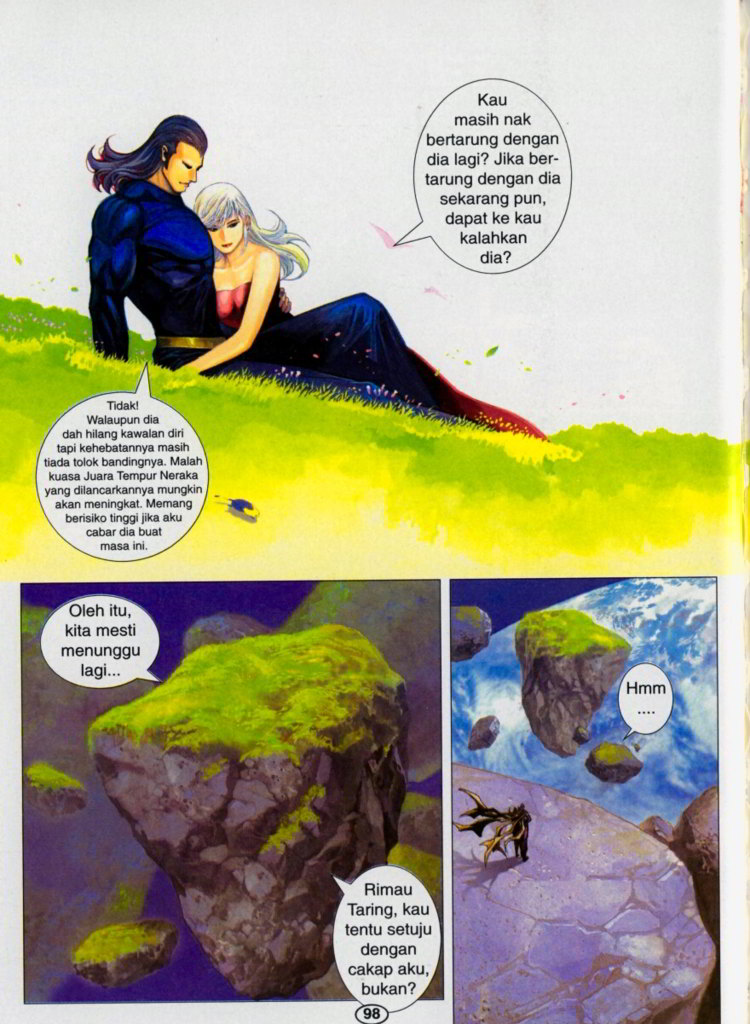 Kau
masih nak
bertarung dengan
dia lagi? Jika ber-
tarung dengan dia
sekarang pun,
dapat ke kau
kalahkan
dia?
Tidak!
Walaupun dia
dah hilang kawalan diri
tapi kehebatannya masih
tiada tolok bandingnya. Malah
kuasa Juara Tempur Neraka
yang dilancarkannya mungkin
akan meningkat. Memang
berisiko tinggi jika aku
cabar dia buat
masa ini.
Oleh itu,
kita mesti
menunggu
lagi...
Rimau
Taring, kau
tentu setuju
dengan
cakap aku,
bukan?
Hmm
....
98